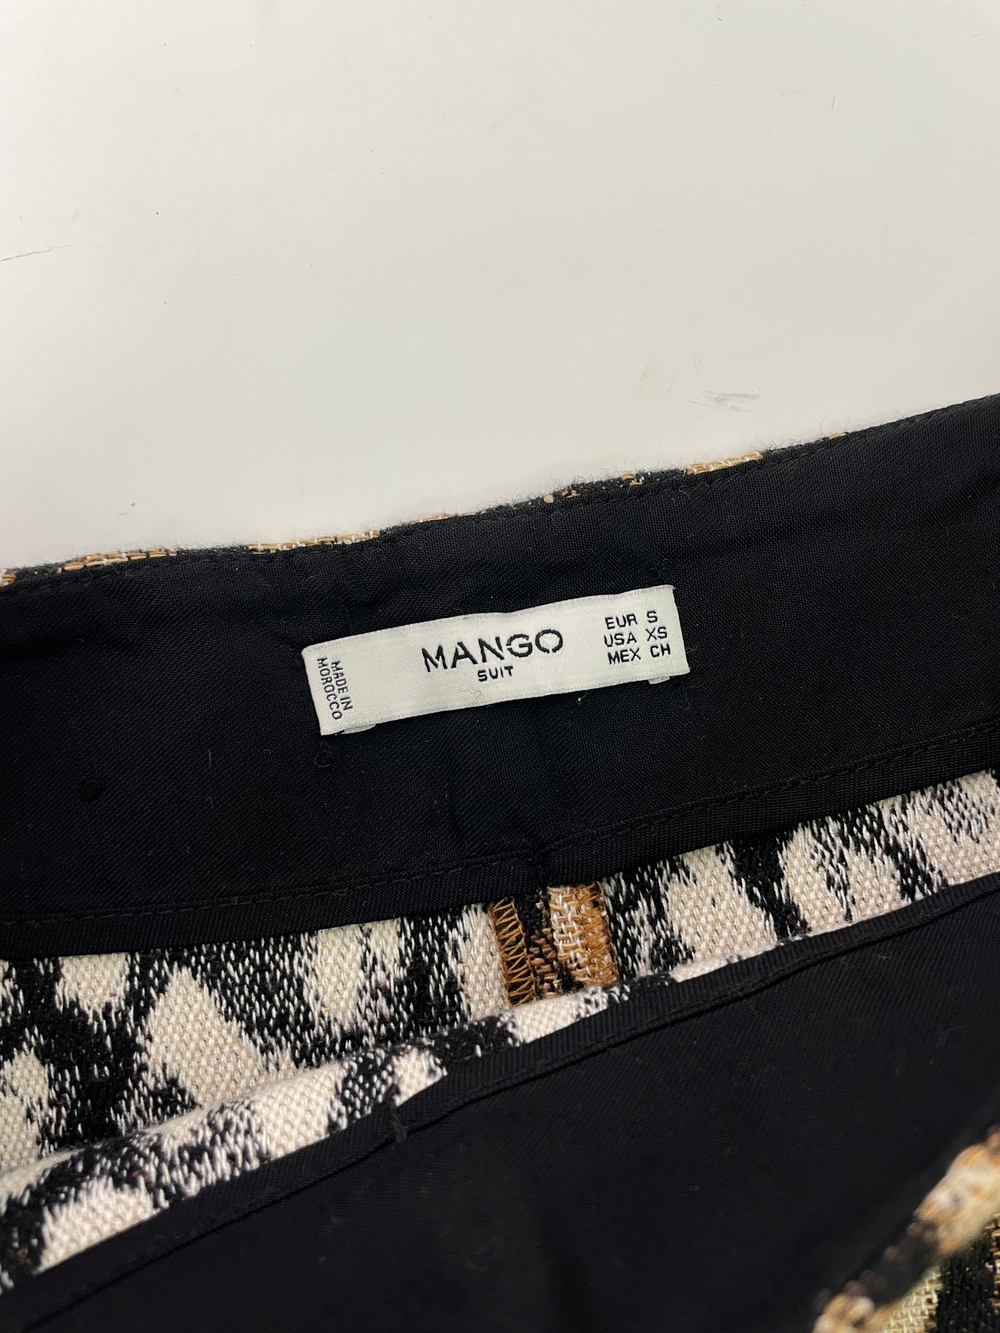 MADE IN
MOROCCO
MANGO
SUIT
EUR S
USA XS
MEX CH